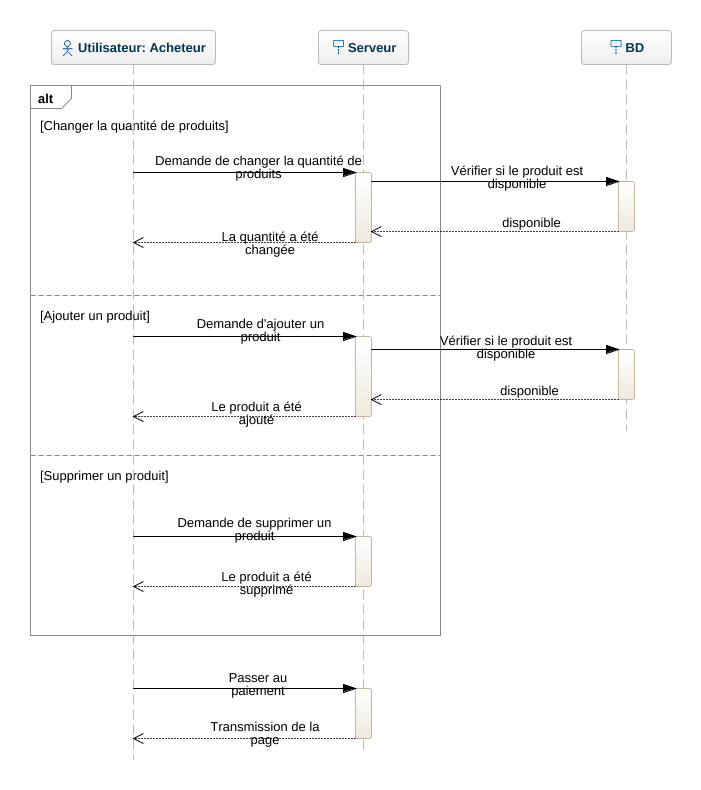 Utilisateur: Acheteur
Serveur
BD
alt
[Changer la quantité de produits]
Demande de changer la quantité de
produits
Vérifier si le produit est
disponible
disponible
La quantité a été
changée
[Ajouter un produit]
Demande d'ajouter un
produit
Vérifier si le produit est
disponible
disponible
Le produit a été
ajouté
[Supprimer un produit]
Demande de supprimer un
produit
Le produit a été
supprimé
Passer au
paiement
Transmission de la
page